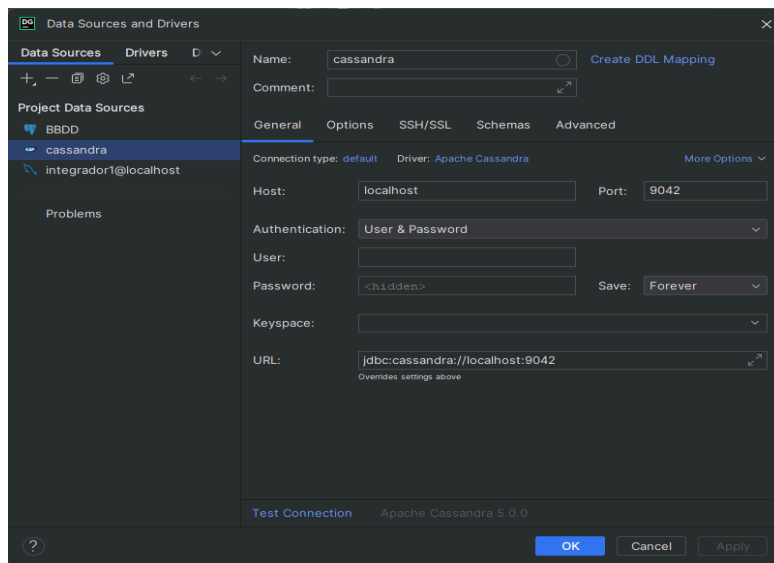 DG Data Sources and Drivers
Data Sources Drivers D
Project Data Sources
BBDD
cassandra
integrador1@localhost
Problems
Name: cassandra Create DDL Mapping
Comment:
General Options SSH/SSL Schemas Advanced
Connection type: default Driver: Apache Cassandra More Options
Host: localhost Port: 9042
Authentication: User & Password
User:
Password: <hidden> Save: Forever
Keyspace:
URL: jdbc:cassandra://localhost:9042
Overrides settings above
Test Connection Apache Cassandra 5.0.0
? OK Cancel Apply